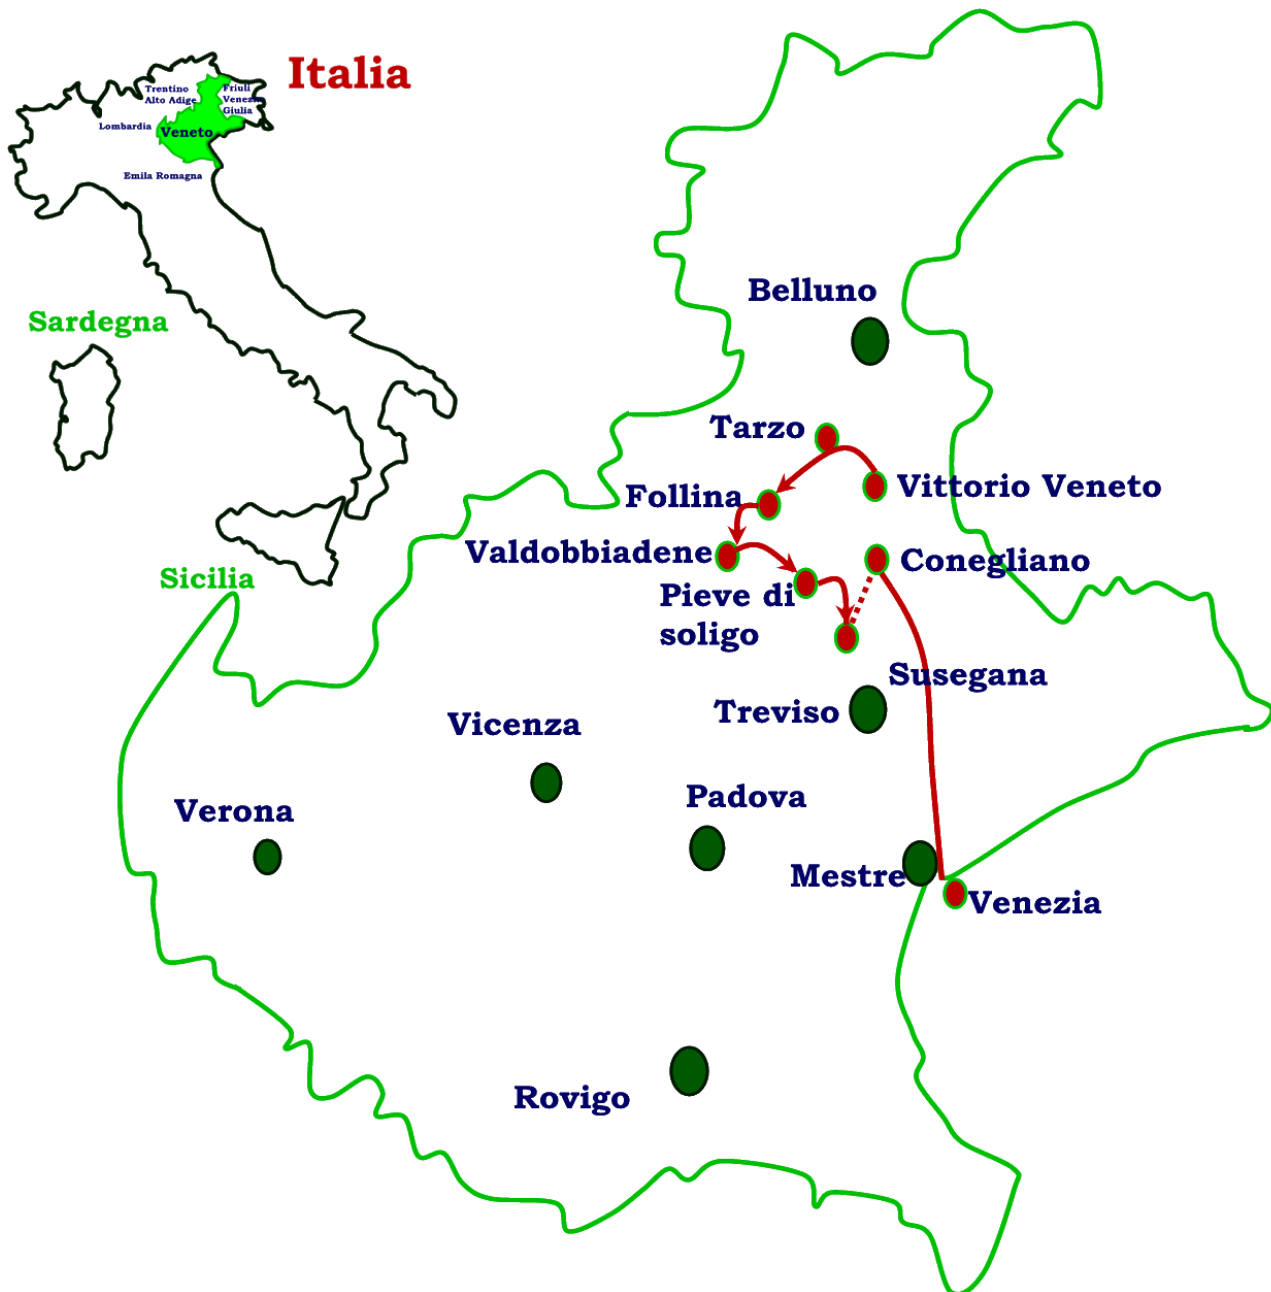 Italia
Trentino
Alto Adige
Friuli
Venezia
Giulia
Lombardia
Veneto
Emila Romagna
Sardegna
Sicilia
Belluno
Tarzo
Vittorio Veneto
Follina
Valdobbiadene
Conegliano
Pieve di
soligo
Susegana
Treviso
Vicenza
Padova
Verona
Mestre
Venezia
Rovigo